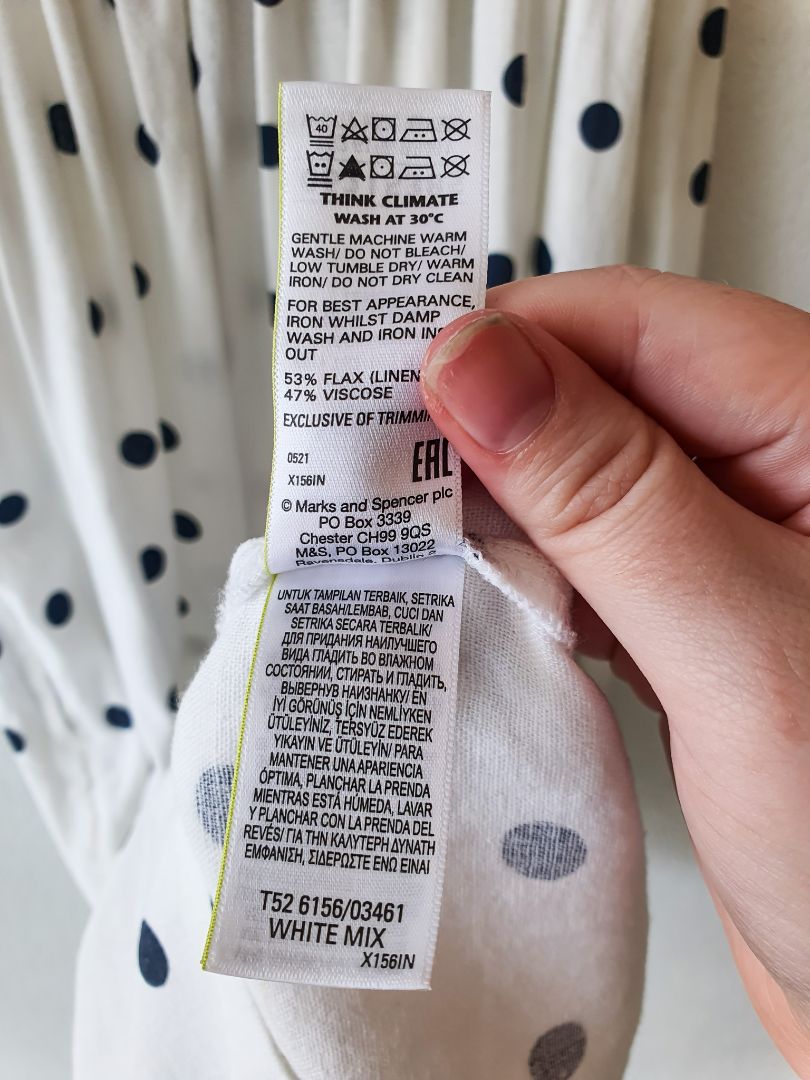 40
THINK CLIMATE
WASH AT 30°C
GENTLE MACHINE WARM
WASH/ DO NOT BLEACH/
LOW TUMBLE DRY/ WARM
IRON/ DO NOT DRY CLEAN
FOR BEST APPEARANCE,
IRON WHILST DAMP
WASH AND IRON
OUT
53% FLAX (LINEN
47% VISCOSE
EXCLUSIVE OF
0521
EAC
X156IN
© Marks and Spencer plc
PO Box 3339
Chester CH99 9QS
M&S, PO Box 13022
Ravensdale, Dublin
UNTUK TAMPILAN TERBAIK, SETRIKA
SAAT BASAH/LEMBAB, CUCI DAN
SETRIKA SECARA TERBALIK/
ДЛЯ ПРИДАНИЯ НАИЛУЧШЕГО
ВИДА ГЛАДИТЬ ВО ВЛАЖНОМ
СОСТОЯНИИ, СТИРАТЬ И ГЛАДИТЬ,
ВЫВЕРНУВ НАИЗНАНКУ/ EN
İYİ GÖRÜNÜŞ İÇİN NEMLİYKEN
ÜTÜLEYİNİZ, TERSYÜZ EDEREK
YIKAYIN VE ÜTÜLEYİN/ PARA
MANTENER UNA APARIENCIA
ÓPTIMA, PLANCHAR LA PRENDA
MIENTRAS ESTÁ HÚMEDA, LAVAR
Y PLANCHAR CON LA PRENDA DEL
REVÉS/ ΓΙΑ ΤΗΝ ΚΑΛΥΤΕΡΗ ΔΥΝΑΤΗ
ΕΜΦΑΝΙΣΗ, ΣΙΔΕΡΩΣΤΕ ΕΝΩ ΕΙΝΑΙ
T52 6156/03461
WHITE MIX
X156IN